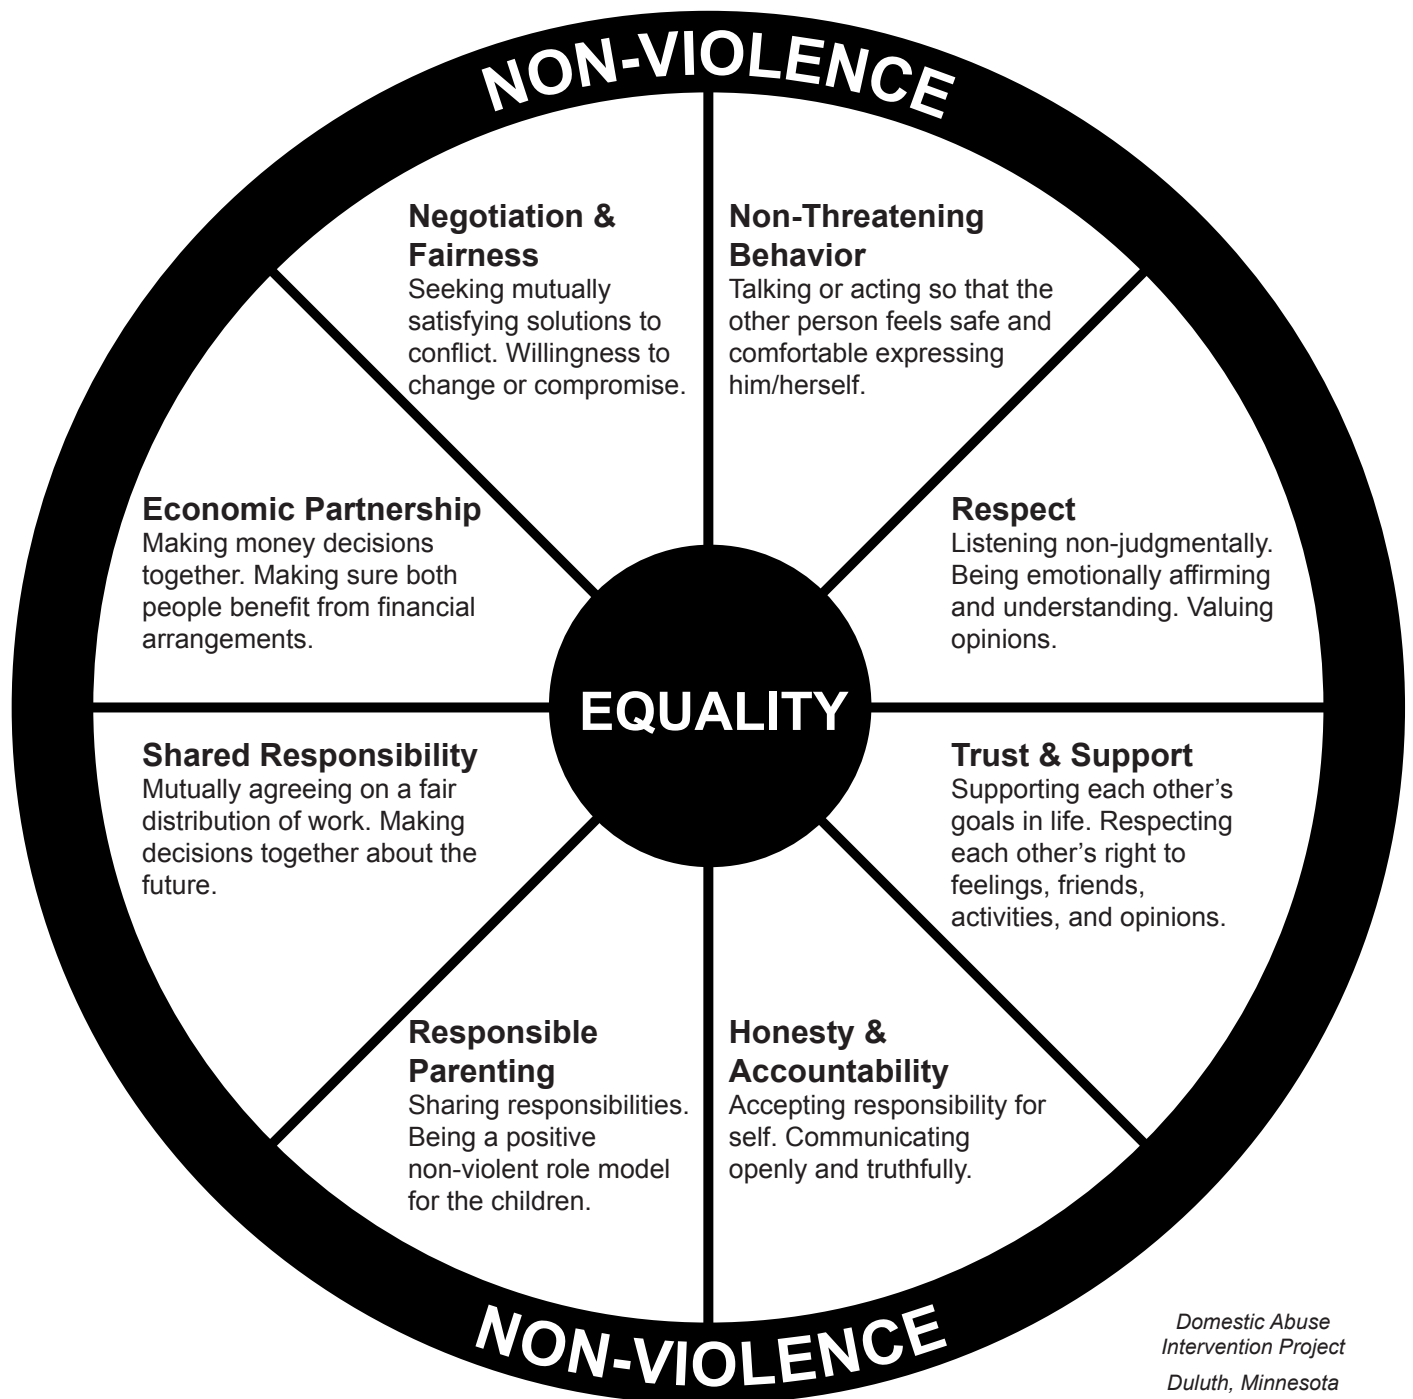 NON-VIOLENCE
Negotiation &
Fairness
Seeking mutually
satisfying solutions to
conflict. Willingness to
change or compromise.
Non-Threatening
Behavior
Talking or acting so that the
other person feels safe and
comfortable expressing
him/herself.
Economic Partnership
Making money decisions
together. Making sure both
people benefit from financial
arrangements.
Respect
Listening non-judgmentally.
Being emotionally affirming
and understanding. Valuing
opinions.
EQUALITY
Shared Responsibility
Mutually agreeing on a fair
distribution of work. Making
decisions together about the
future.
Trust & Support
Supporting each other’s
goals in life. Respecting
each other’s right to
feelings, friends,
activities, and opinions.
Responsible
Parenting
Sharing responsibilities.
Being a positive
non-violent role model
for the children.
Honesty &
Accountability
Accepting responsibility for
self. Communicating
openly and truthfully.
NON-VIOLENCE
Domestic Abuse
Intervention Project
Duluth, Minnesota